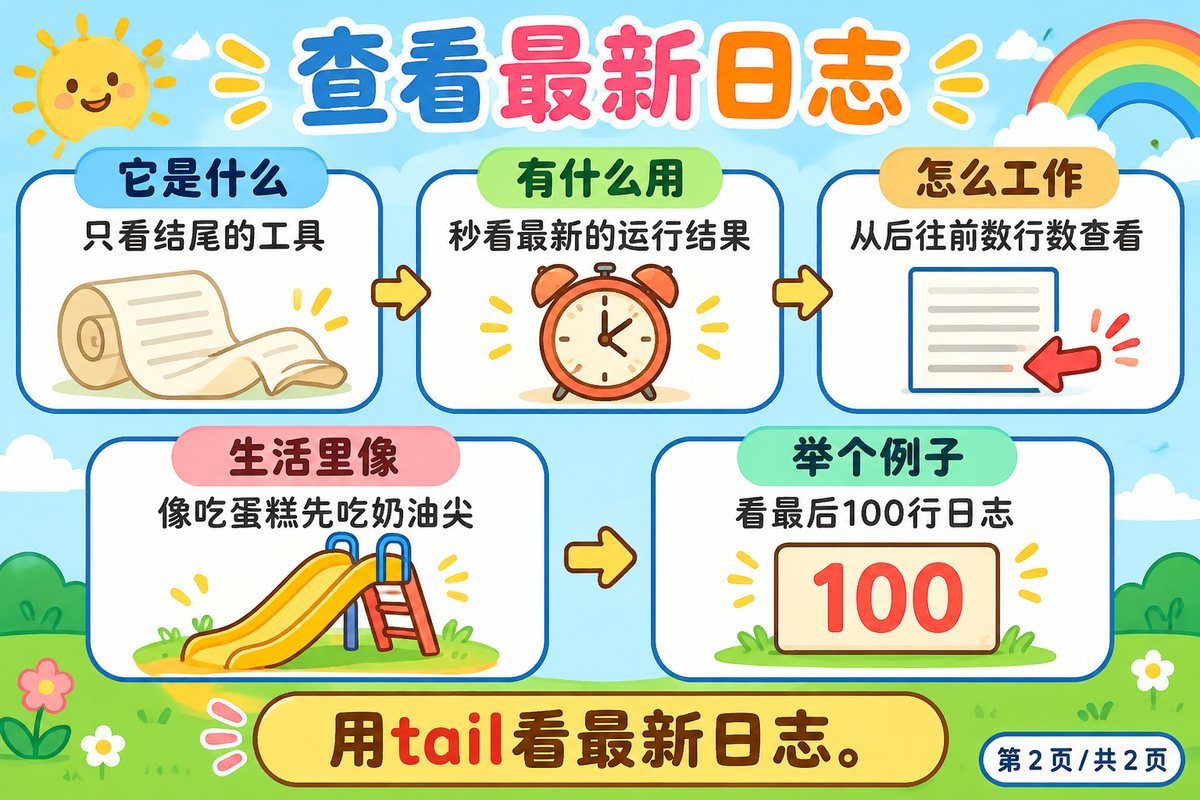 查看最新日志
它是什么
只看结尾的工具
有什么用
秒看最新的运行结果
怎么工作
从后往前数行数查看
生活里像
像吃蛋糕先吃奶油尖
举个例子
看最后100行日志
100
用tail看最新日志。
第2页/共2页